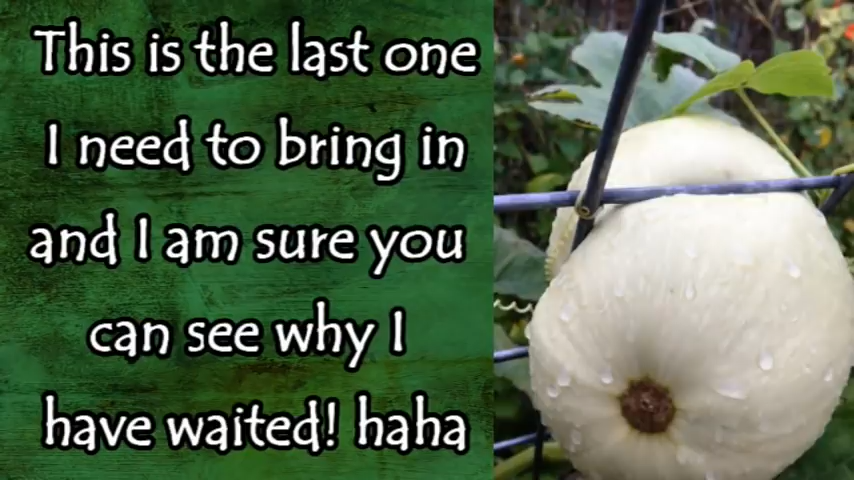 This is the last one
I need to bring in
and I am sure you
can see why I
have waited! haha